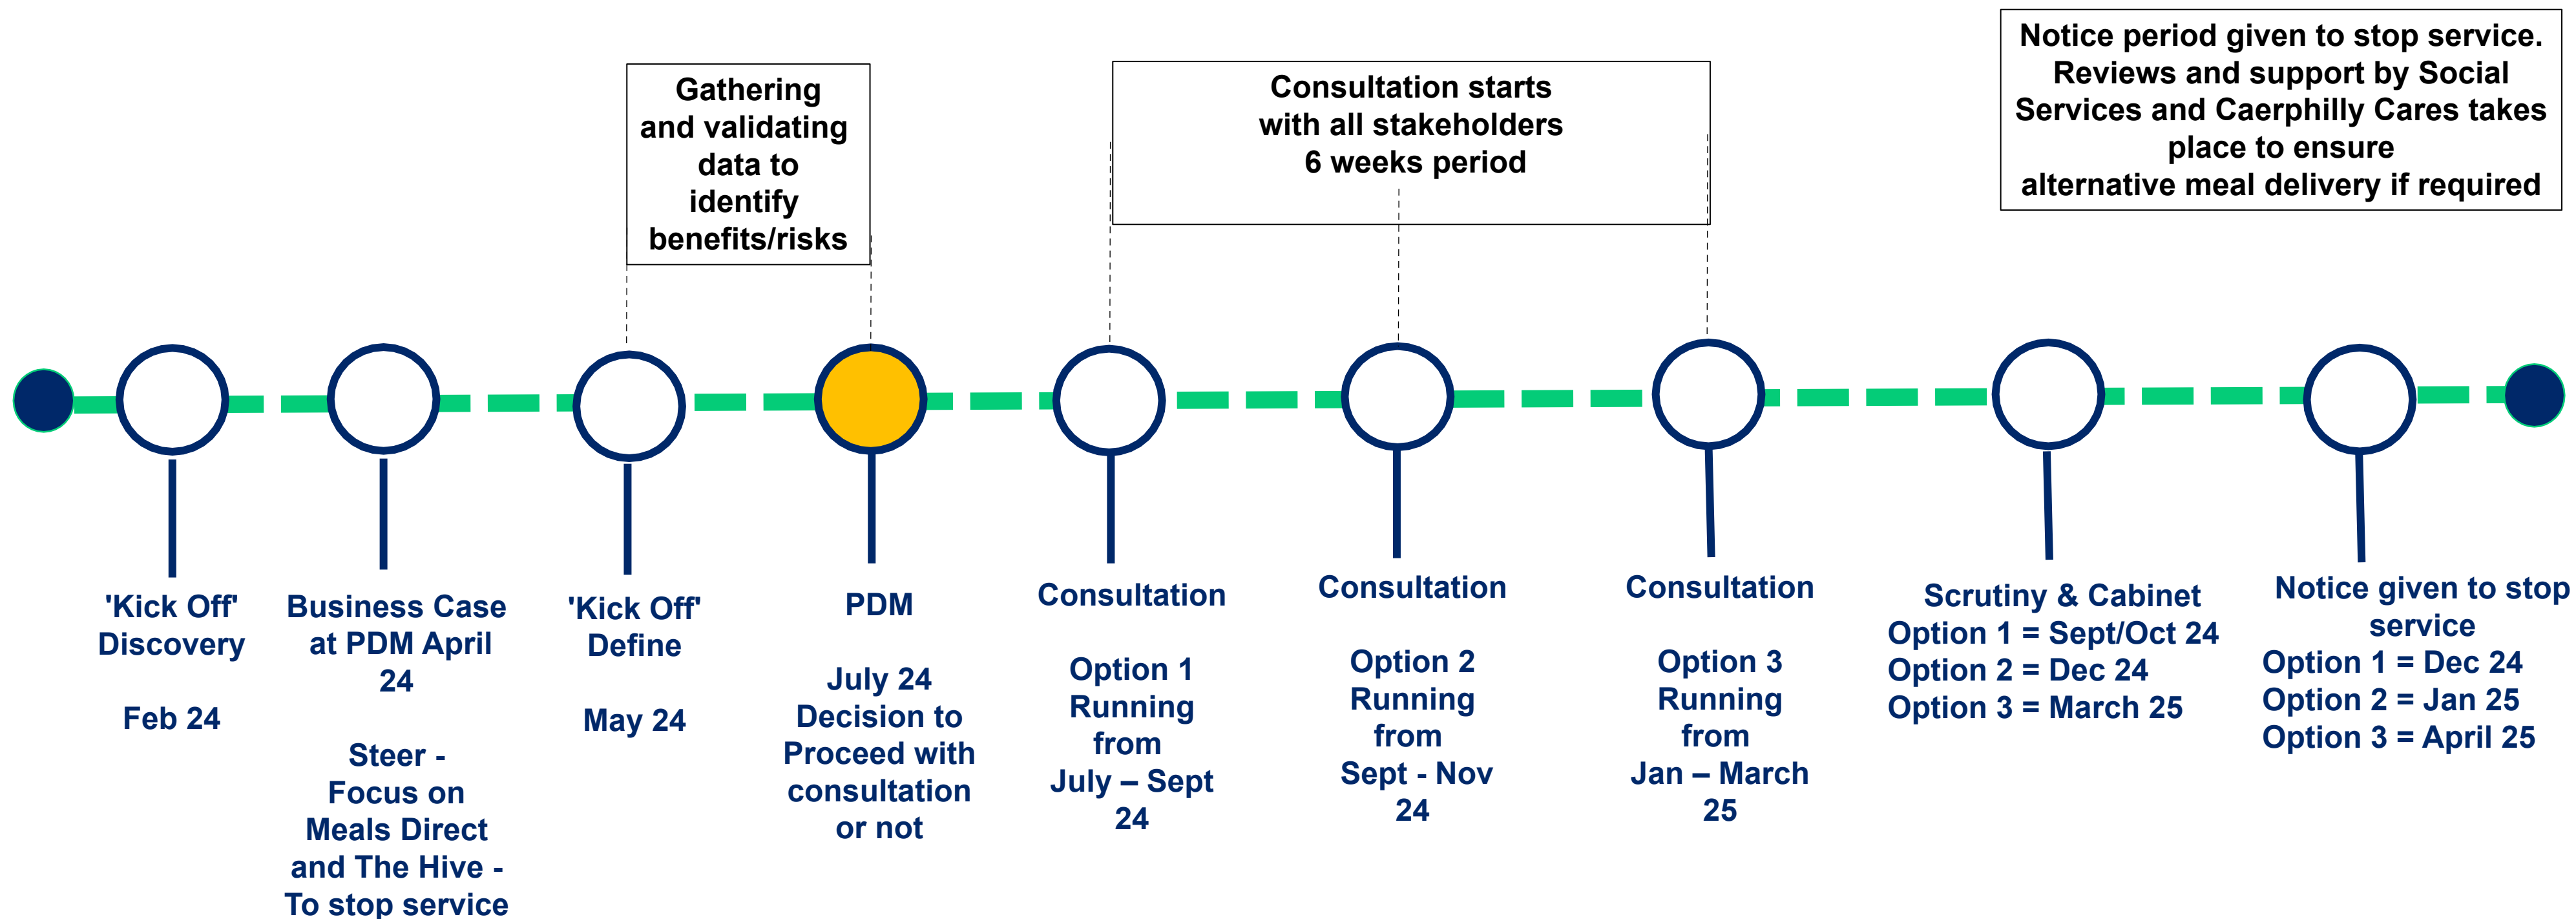 Gathering
and validating
data to
identify
benefits/risks
Consultation starts
with all stakeholders
6 weeks period
Notice period given to stop service.
Reviews and support by Social
Services and Caerphilly Cares takes
place to ensure
alternative meal delivery if required
'Kick Off'
Discovery
Feb 24
Business Case
at PDM April
24
Steer -
Focus on
Meals Direct
and The Hive -
To stop service
'Kick Off'
Define
May 24
PDM
July 24
Decision to
Proceed with
consultation
or not
Consultation
Option 1
Running
from
July – Sept
24
Consultation
Option 2
Running
from
Sept - Nov
24
Consultation
Option 3
Running
from
Jan – March
25
Scrutiny & Cabinet
Option 1 = Sept/Oct 24
Option 2 = Dec 24
Option 3 = March 25
Notice given to stop
service
Option 1 = Dec 24
Option 2 = Jan 25
Option 3 = April 25